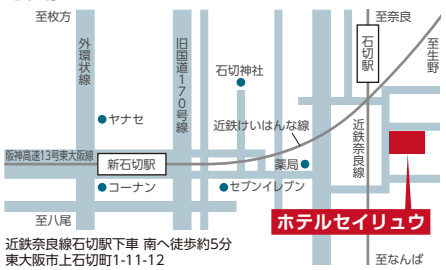 至枚方
至奈良
外環状線
旧国道170号線
石切駅
至生野
石切神社
ヤナセ
近鉄けいはんな線
近鉄奈良線
阪神高速13号東大阪線
新石切駅
薬局
コーナン
セブンイレブン
ホテルセイリュウ
至八尾
近鉄奈良線石切駅下車 南へ徒歩約5分
東大阪市上石切町1-11-12
至なんば